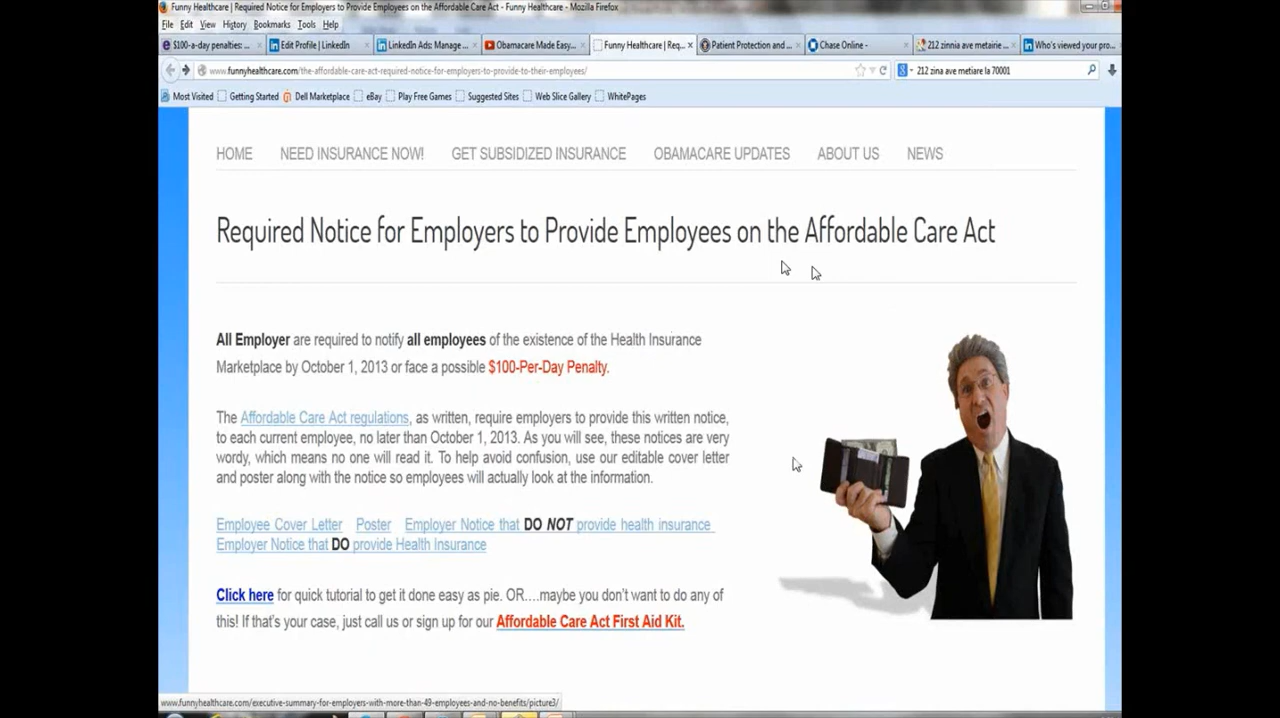 Funny Healthcare | Required Notice for Employers to Provide Employees on the Affordable Care Act - Funny Healthcare - Mozilla Firefox
File Edit View History Bookmarks Tools Help
$100-a-day penalties: ... Edit Profile | LinkedIn LinkedIn Ads: Manage ... Obamacare Made Easy... Funny Healthcare | Req... Patient Protection and ... Chase Online - 212 zinnia ave metairie ... Who's viewed your pro...
www.funnyhealthcare.com/the-affordable-care-act-required-notice-for-employers-to-provide-to-their-employees/ 212 zina ave metiare la 70001
Most Visited Getting Started Dell Marketplace eBay Play Free Games Suggested Sites Web Slice Gallery WhitePages
HOME NEED INSURANCE NOW! GET SUBSIDIZED INSURANCE OBAMACARE UPDATES ABOUT US NEWS
Required Notice for Employers to Provide Employees on the Affordable Care Act
All Employer are required to notify all employees of the existence of the Health Insurance
Marketplace by October 1, 2013 or face a possible $100-Per-Day Penalty.
The Affordable Care Act regulations, as written, require employers to provide this written notice,
to each current employee, no later than October 1, 2013. As you will see, these notices are very
wordy, which means no one will read it. To help avoid confusion, use our editable cover letter
and poster along with the notice so employees will actually look at the information.
Employee Cover Letter Poster Employer Notice that DO NOT provide health insurance
Employer Notice that DO provide Health Insurance
Click here for quick tutorial to get it done easy as pie. OR....maybe you don't want to do any of
this! If that's your case, just call us or sign up for our Affordable Care Act First Aid Kit.
www.funnyhealthcare.com/executive-summary-for-employers-with-more-than-49-employees-and-no-benefits/picture3/